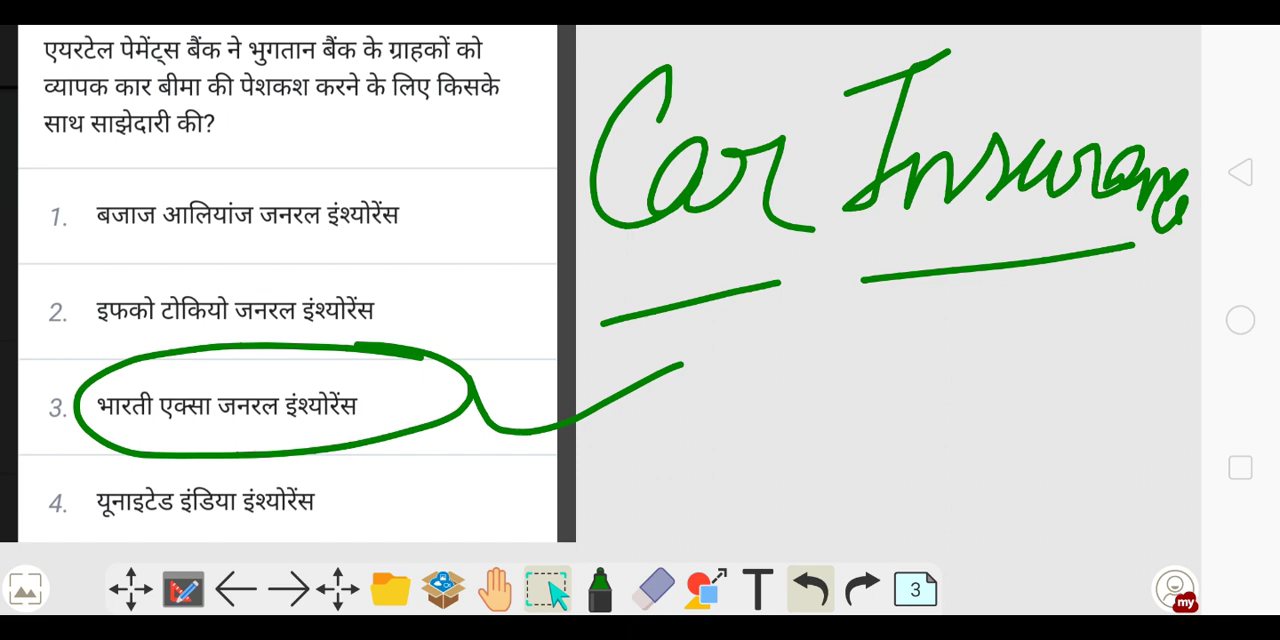 एयरटेल पेमेंट्स बैंक ने भुगतान बैंक के ग्राहकों को
व्यापक कार बीमा की पेशकश करने के लिए किसके
साथ साझेदारी की?
1. बजाज आलियांज जनरल इंश्योरेंस
2. इफको टोकियो जनरल इंश्योरेंस
3. भारती एक्सा जनरल इंश्योरेंस
4. यूनाइटेड इंडिया इंश्योरेंस
Car Insurance
T
3
my